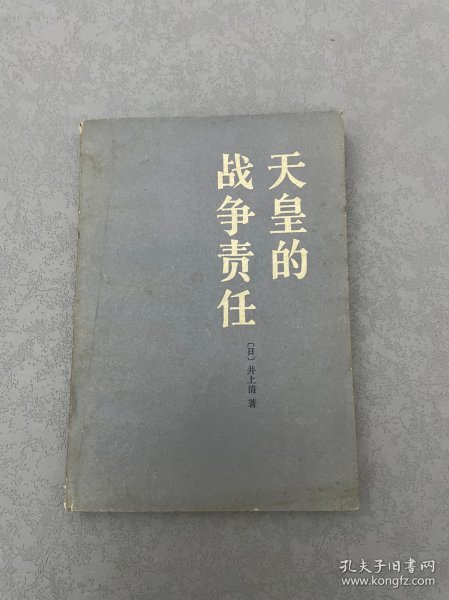 天皇的
战争责任
〔日〕井上清 著
孔夫子旧书网
www.kongfz.com